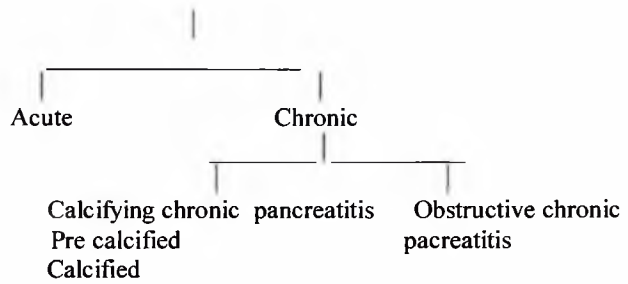 Acute Chronic
Calcifying chronic pancreatitis Obstructive chronic
Pre calcified pacreatitis
Calcified